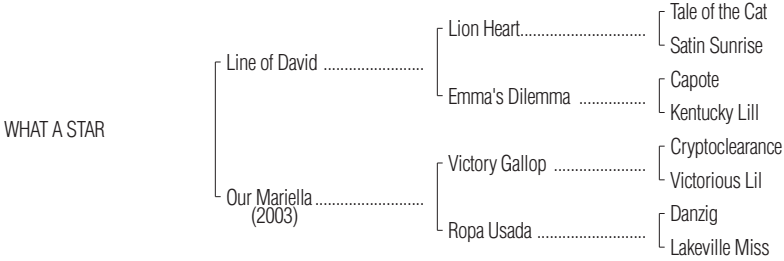 Tale of the Cat
Lion Heart..............................
Satin Sunrise
Line of David ........................
Capote
Emma's Dilemma ................
Kentucky Lill
WHAT A STAR
Cryptoclearance
Victory Gallop ......................
Victorious Lil
Our Mariella..........................
(2003)
Danzig
Ropa Usada ..........................
Lakeville Miss